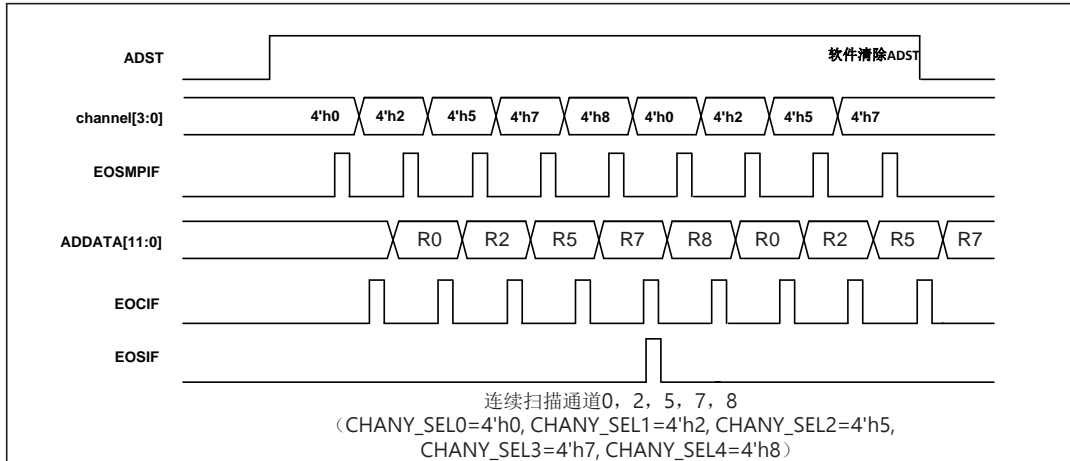 ADST
软件清除ADST
channel[3:0]
4'h0 4'h2 4'h5 4'h7 4'h8 4'h0 4'h2 4'h5 4'h7
EOSMPIF
ADDATA[11:0]
R0 R2 R5 R7 R8 R0 R2 R5 R7
EOCIF
EOSIF
连续扫描通道0，2，5，7，8
（CHANY_SEL0=4'h0, CHANY_SEL1=4'h2, CHANY_SEL2=4'h5,
CHANY_SEL3=4'h7, CHANY_SEL4=4'h8）